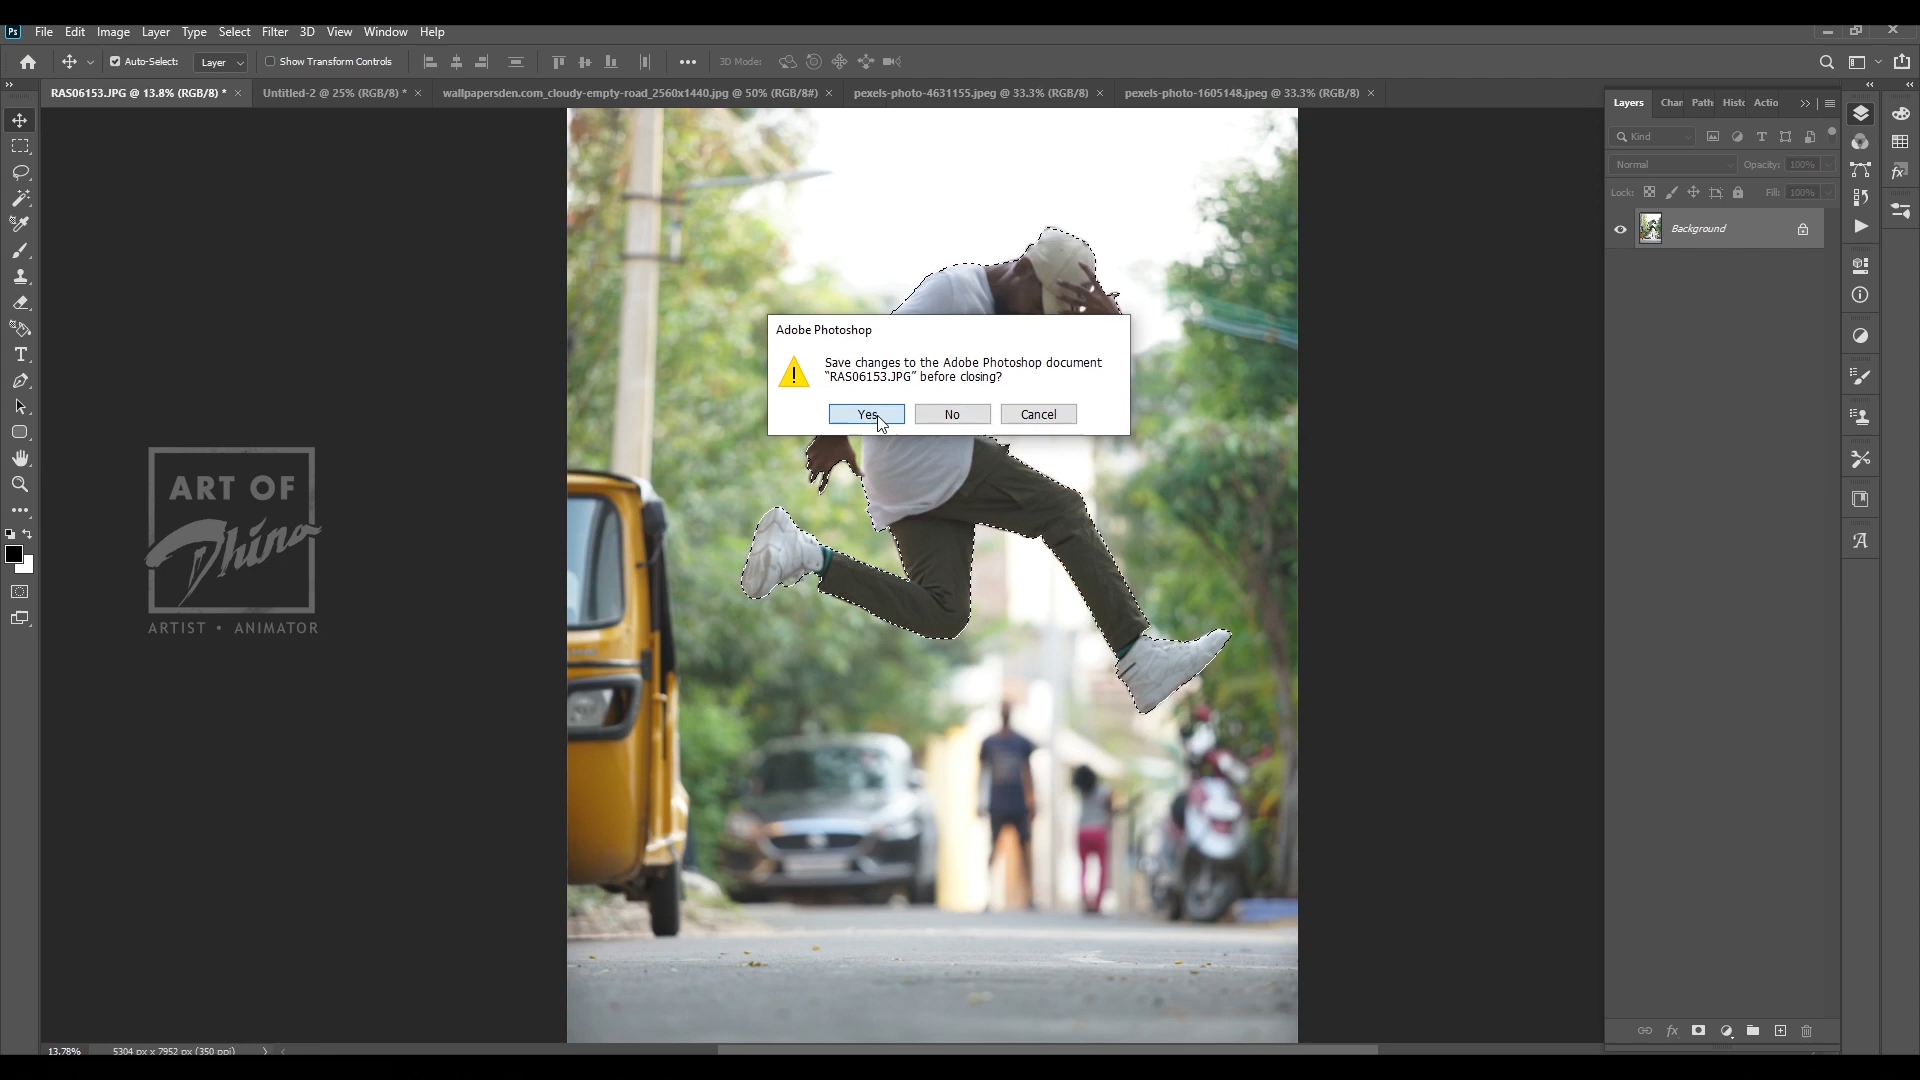 Ps File Edit Image Layer Type Select Filter 3D View Window Help
Auto-Select: Layer Show Transform Controls 3D Mode:
RAS06153.JPG @ 13.8% (RGB/8) * Untitled-2 @ 25% (RGB/8) * wallpapersden.com_cloudy-empty-road_2560x1440.jpg @ 50% (RGB/8#) pexels-photo-4631155.jpeg @ 33.3% (RGB/8) pexels-photo-1605148.jpeg @ 33.3% (RGB/8)
Layers Char Path Histo Actio
Kind
Normal Opacity: 100%
Lock: Fill: 100%
Background
Adobe Photoshop
Save changes to the Adobe Photoshop document
“RAS06153.JPG” before closing?
Yes No Cancel
ART OF
Dhina
ARTIST • ANIMATOR
13.78% 5304 px x 7952 px (350 ppi)